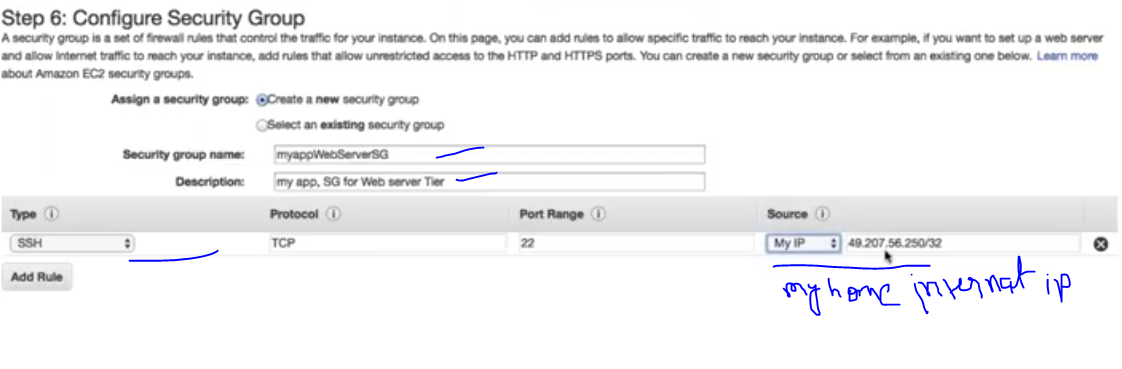 Step 6: Configure Security Group
A security group is a set of firewall rules that control the traffic for your instance. On this page, you can add rules to allow specific traffic to reach your instance. For example, if you want to set up a web server
and allow Internet traffic to reach your instance, add rules that allow unrestricted access to the HTTP and HTTPS ports. You can create a new security group or select from an existing one below. Learn more
about Amazon EC2 security groups.
Assign a security group: Create a new security group
Select an existing security group
Security group name: myappWebServerSG
Description: my app, SG for Web server Tier
Type Protocol Port Range Source
SSH TCP 22 My IP 49.207.56.250/32
Add Rule
my home internat ip